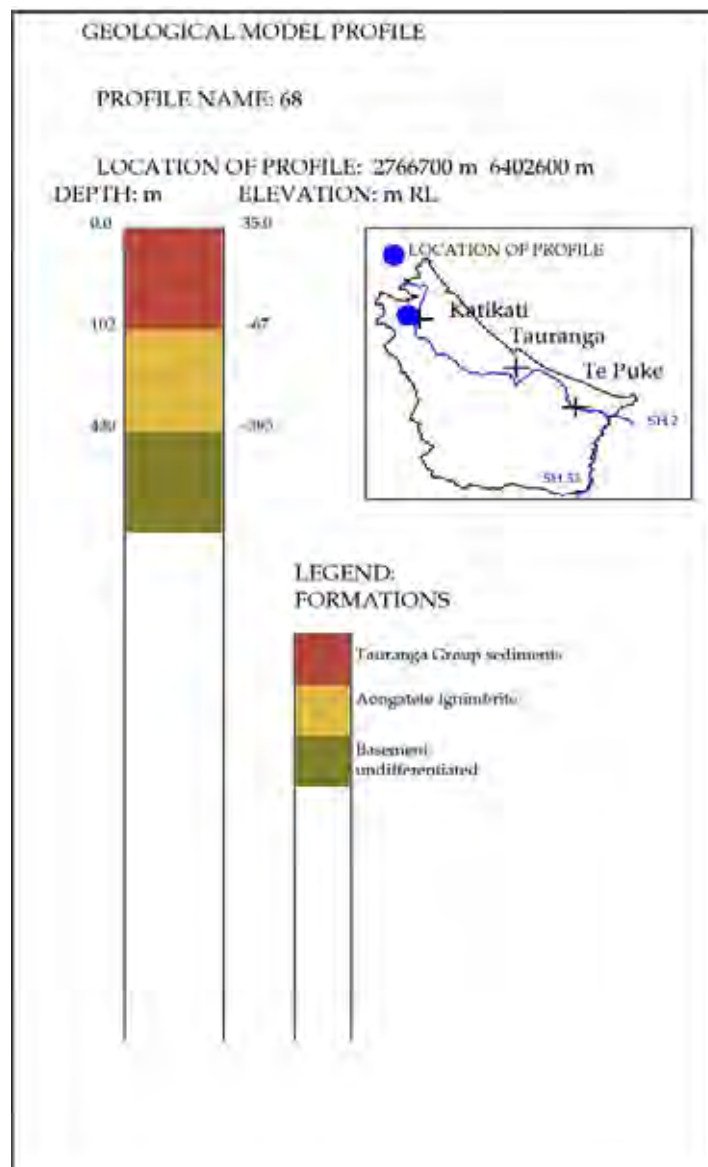 GEOLOGICAL MODEL PROFILE
PROFILE NAME: 68
LOCATION OF PROFILE: 2766700 m 6402600 m
DEPTH: m ELEVATION: m RL
0.0 35.0
LOCATION OF PROFILE
Katikati
102 -67
Tauranga
Te Puke
SH 2
SH 33
LEGEND:
FORMATIONS
Tauranga Group sediments
Aongatete ignimbrite
Basement
undifferentiated